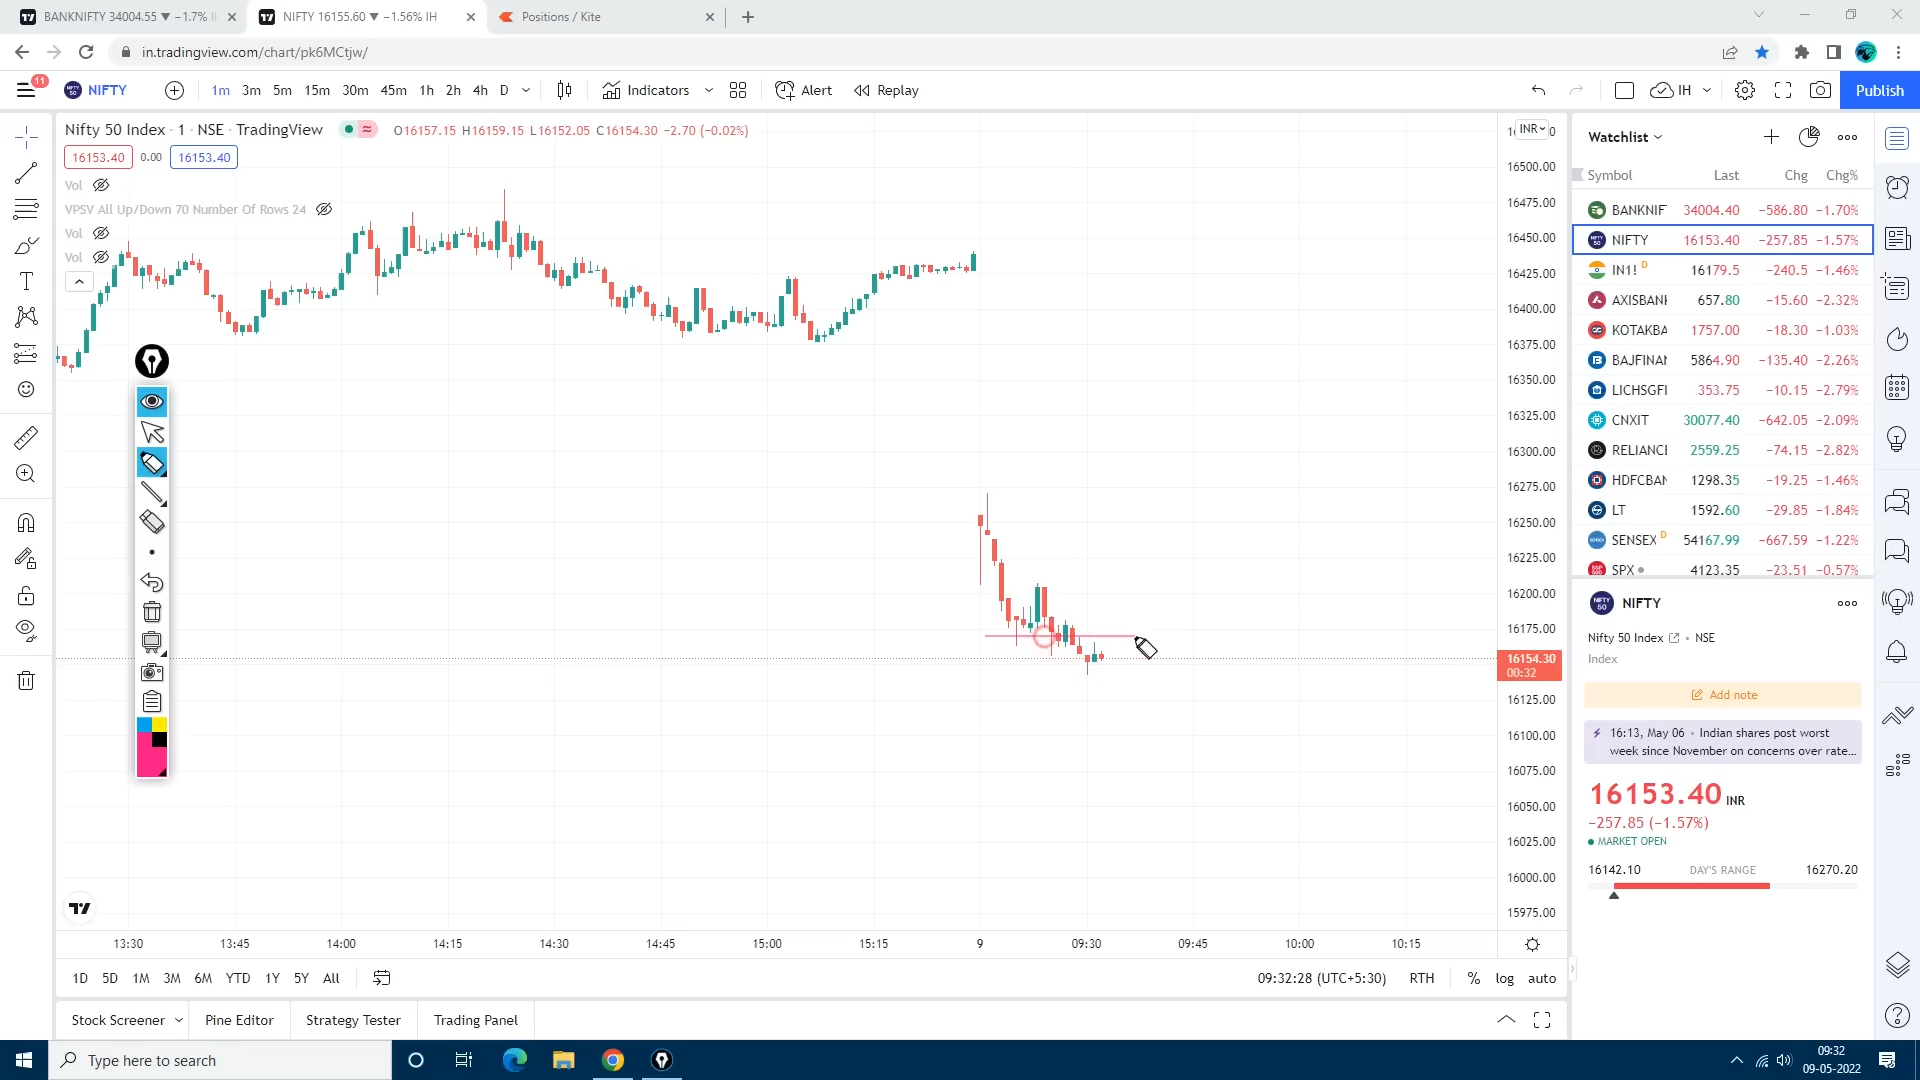 BANKNIFTY 34004.55 ▼ −1.7% I
NIFTY 16155.60 ▼ −1.56% IH
Positions / Kite
in.tradingview.com/chart/pk6MCtjw/
11
NIFTY
1m 3m 5m 15m 30m 45m 1h 2h 4h D
Indicators
Alert
Replay
IH
Publish
Nifty 50 Index · 1 · NSE · TradingView
O16157.15 H16159.15 L16152.05 C16154.30 −2.70 (−0.02%)
16153.40 0.00 16153.40
Vol
VPSV All Up/Down 70 Number Of Rows 24
Vol
Vol
INR
16500.00
16475.00
16450.00
16425.00
16400.00
16375.00
16350.00
16325.00
16300.00
16275.00
16250.00
16225.00
16200.00
16175.00
16154.30
00:32
16125.00
16100.00
16075.00
16050.00
16025.00
16000.00
15975.00
13:30 13:45 14:00 14:15 14:30 14:45 15:00 15:15 9 09:30 09:45 10:00 10:15
1D 5D 1M 3M 6M YTD 1Y 5Y All
09:32:28 (UTC+5:30) RTH % log auto
Stock Screener Pine Editor Strategy Tester Trading Panel
Watchlist
Symbol Last Chg Chg%
BANKNIF 34004.40 −586.80 −1.70%
NIFTY 16153.40 −257.85 −1.57%
IN1! D 16179.5 −240.5 −1.46%
AXISBANK 657.80 −15.60 −2.32%
KOTAKBA 1757.00 −18.30 −1.03%
BAJFINAN 5864.90 −135.40 −2.26%
LICHSGFI 353.75 −10.15 −2.79%
CNXIT 30077.40 −642.05 −2.09%
RELIANCE 2559.25 −74.15 −2.82%
HDFCBAN 1298.35 −19.25 −1.46%
LT 1592.60 −29.85 −1.84%
SENSEX D 54167.99 −667.59 −1.22%
SPX 4123.35 −23.51 −0.57%
NIFTY
Nifty 50 Index • NSE
Index
Add note
16:13, May 06 • Indian shares post worst
week since November on concerns over rate...
16153.40 INR
−257.85 (−1.57%)
MARKET OPEN
16142.10 DAY'S RANGE 16270.20
Type here to search
09:32
09-05-2022